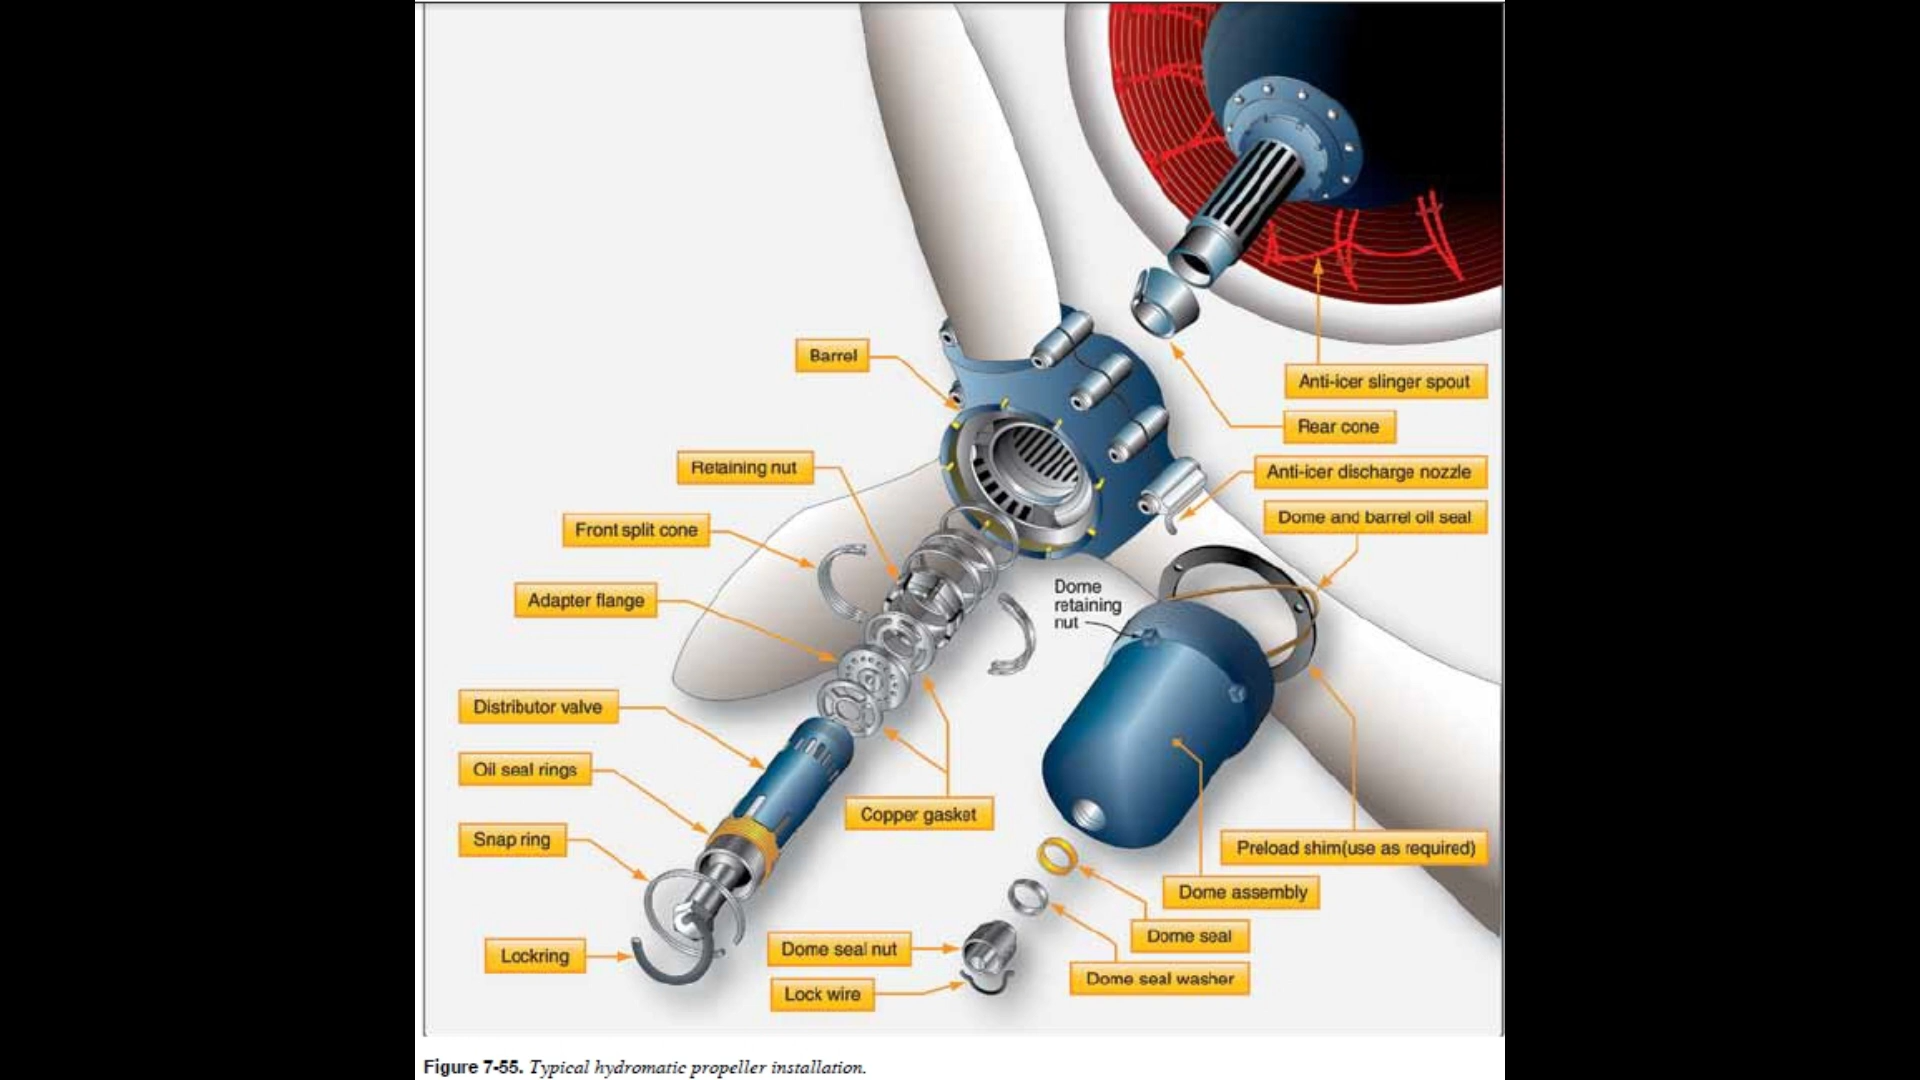 Barrel
Anti-icer slinger spout
Rear cone
Retaining nut
Anti-icer discharge nozzle
Dome and barrel oil seal
Front split cone
Dome
retaining
nut
Adapter flange
Distributor valve
Oil seal rings
Copper gasket
Snap ring
Preload shim(use as required)
Dome assembly
Dome seal
Dome seal nut
Lockring
Dome seal washer
Lock wire
Figure 7-55. Typical hydromatic propeller installation.